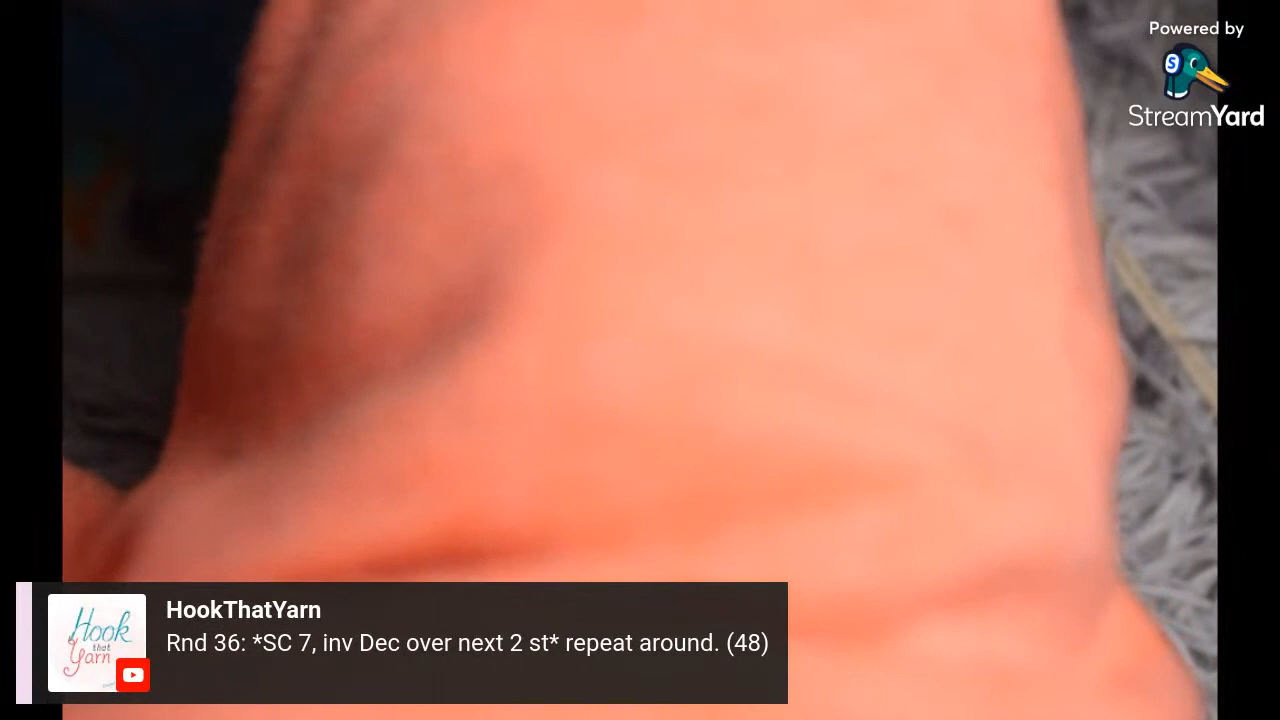 Powered by
S
StreamYard
HookThatYarn
Rnd 36: *SC 7, inv Dec over next 2 st* repeat around. (48)
Hook
that
Yarn